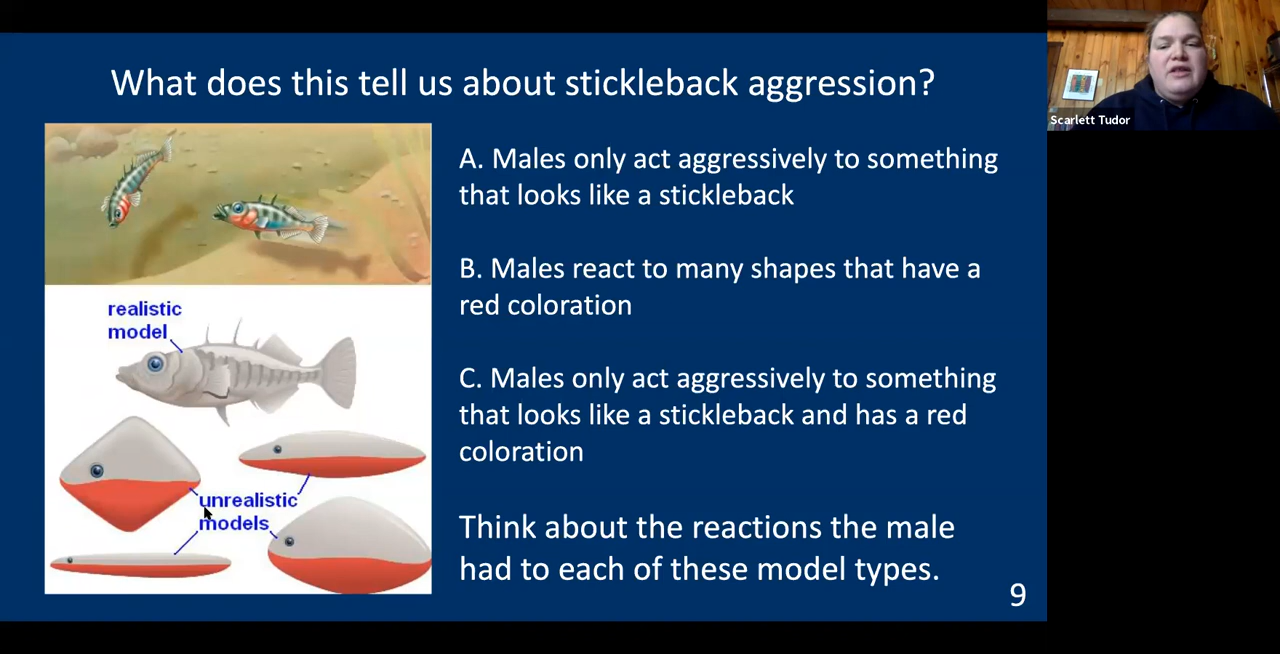 What does this tell us about stickleback aggression?
Scarlett Tudor
realistic
model
unrealistic
models
A. Males only act aggressively to something
that looks like a stickleback
B. Males react to many shapes that have a
red coloration
C. Males only act aggressively to something
that looks like a stickleback and has a red
coloration
Think about the reactions the male
had to each of these model types.
9